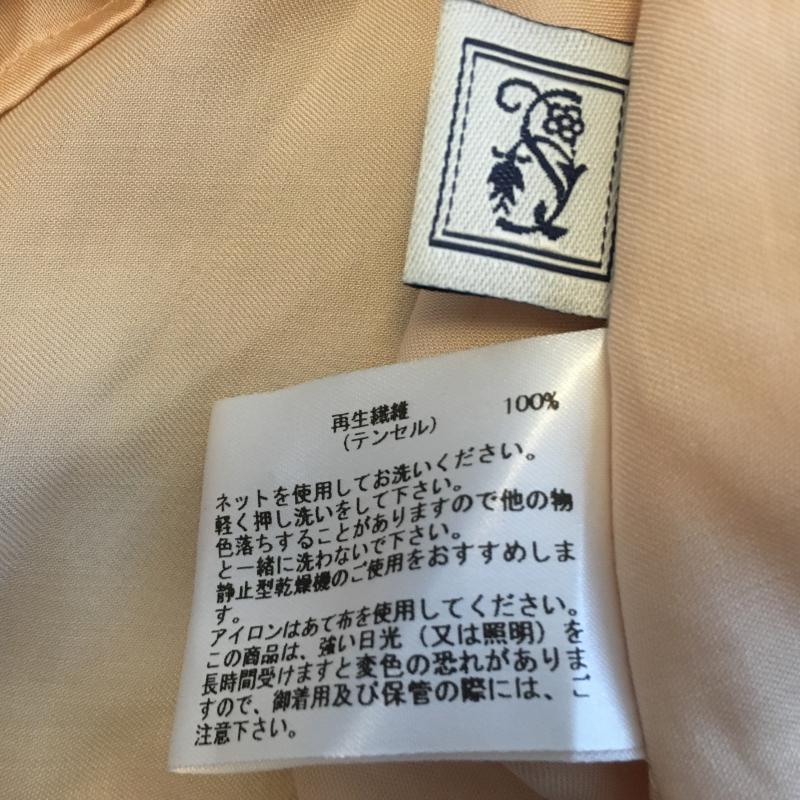 再生繊維 100%
（テンセル）
ネットを使用してお洗いください。
軽く押し洗いをして下さい。
色落ちすることがありますので他の物
と一緒に洗わないで下さい。
静止型乾燥機のご使用をおすすめしま
す。
アイロンはあて布を使用してください。
この商品は、強い日光（又は照明）を
長時間受けますと変色の恐れがありま
すので、御着用及び保管の際には、ご
注意下さい。